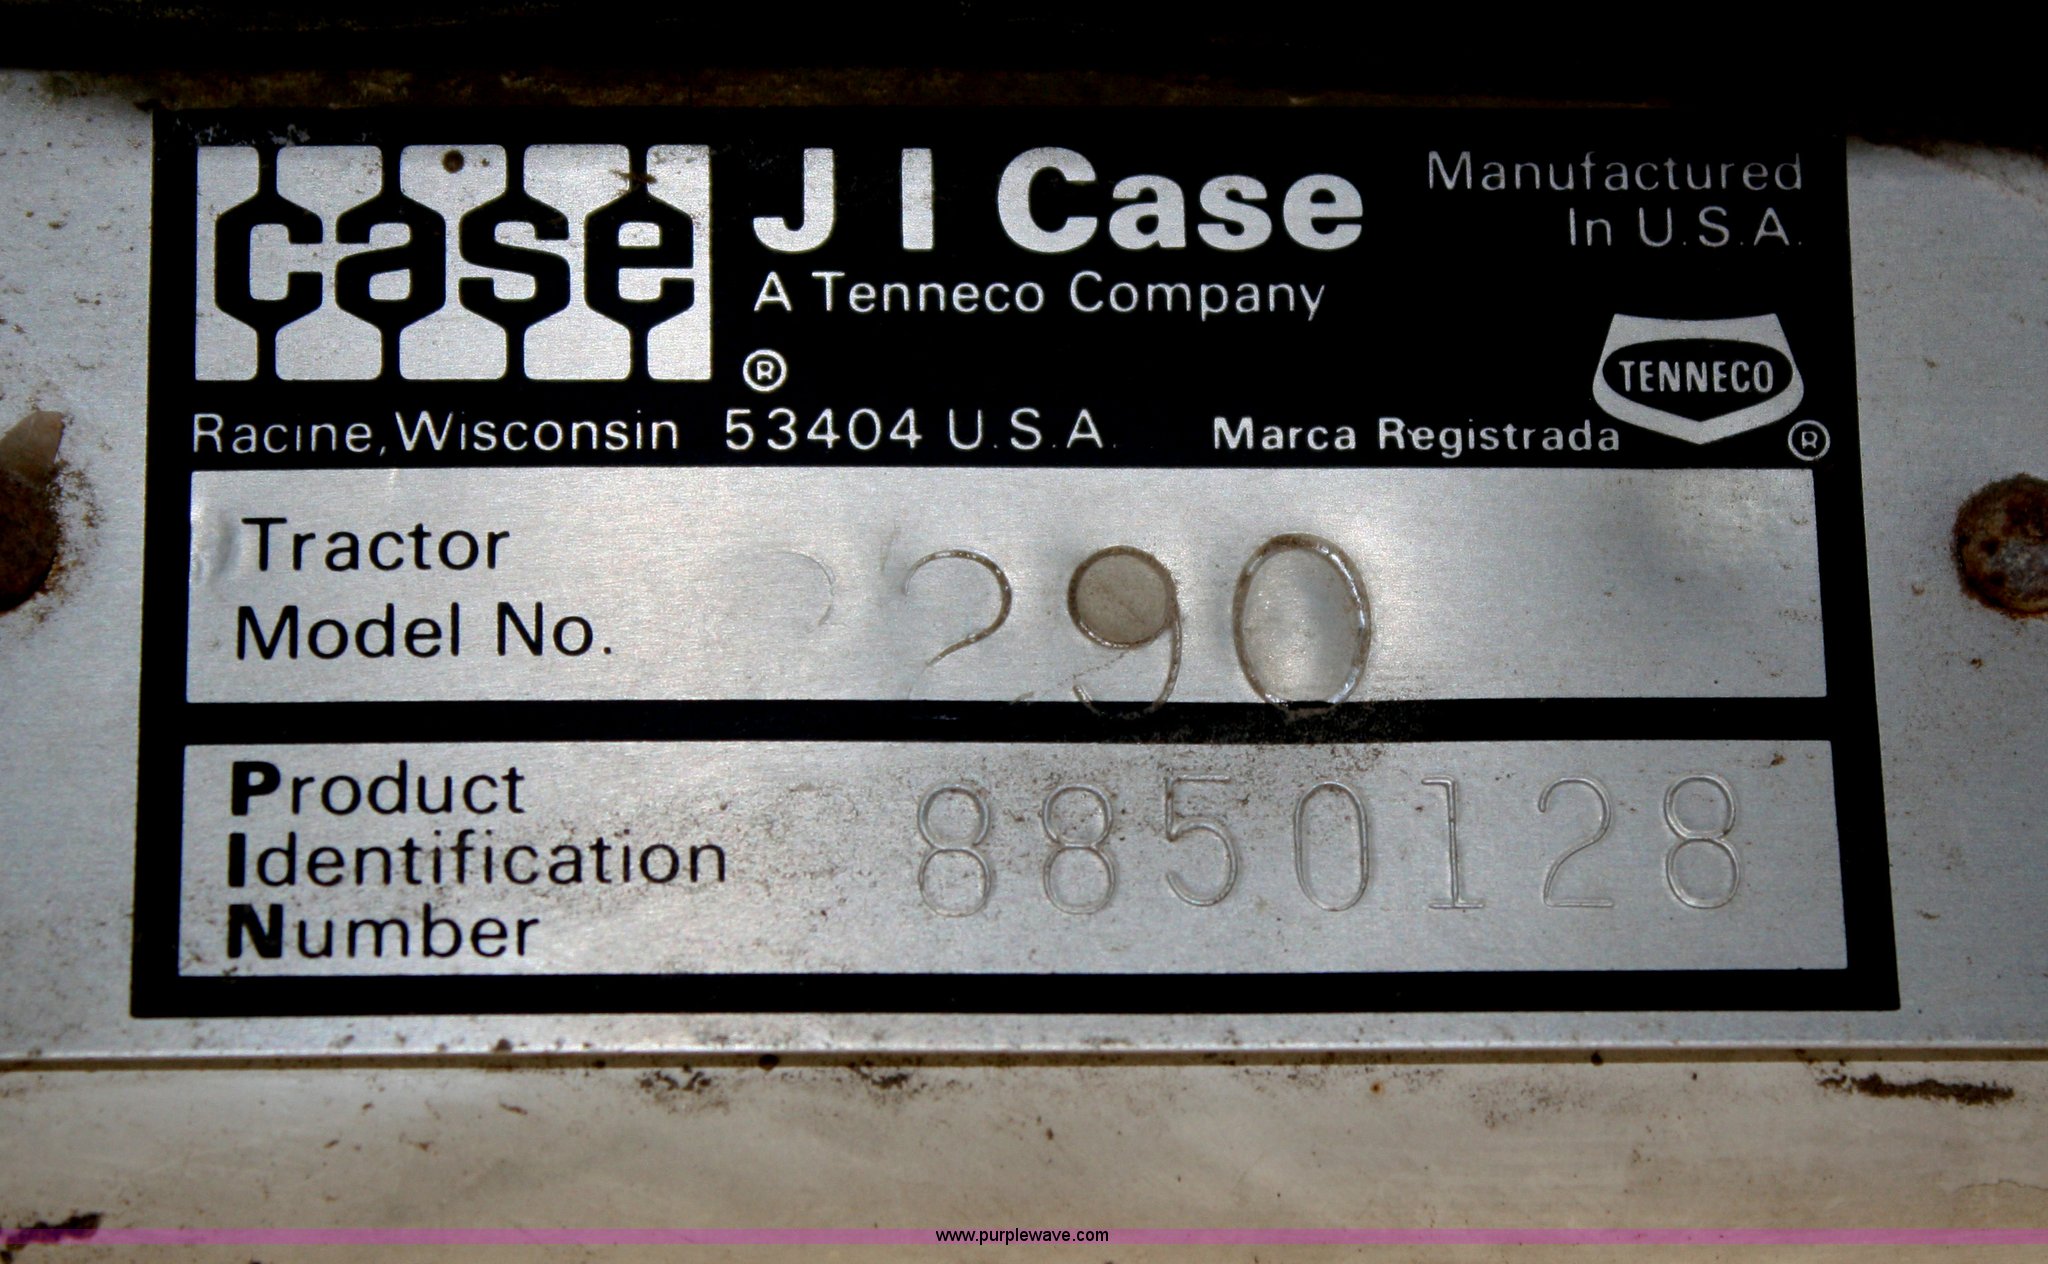 case
J I Case
Manufactured
In U.S.A.
A Tenneco Company
®
TENNECO
Racine, Wisconsin 53404 U.S.A.
Marca Registrada
®
Tractor
Model No.
2290
Product
Identification
Number
8850128
www.purplewave.com